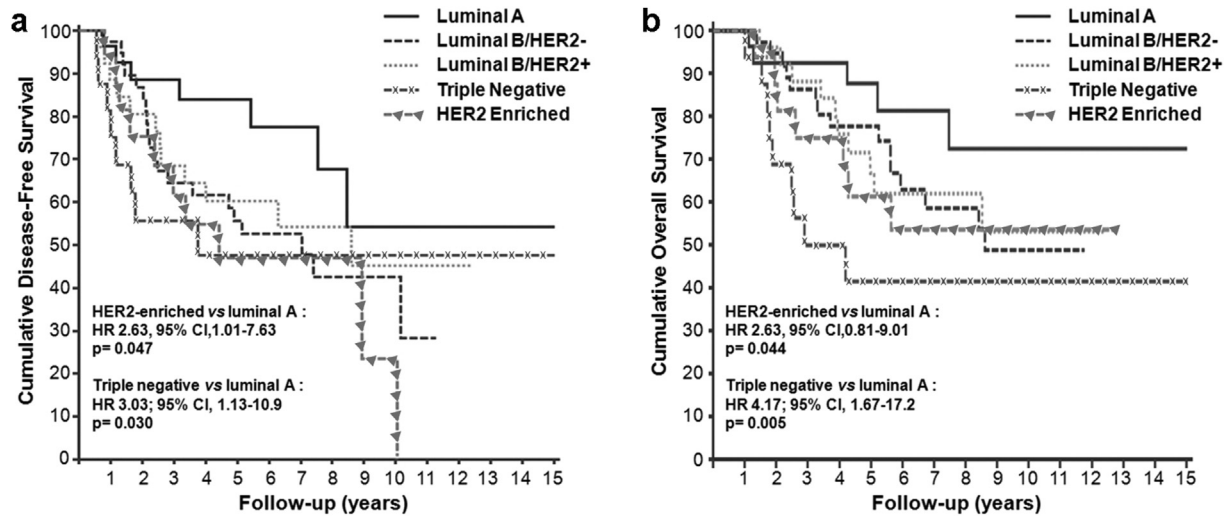 a
Luminal A
Luminal B/HER2-
Luminal B/HER2+
Triple Negative
HER2 Enriched
Cumulative Disease-Free Survival
100
90
80
70
60
50
40
30
20
10
0
HER2-enriched vs luminal A :
HR 2.63, 95% CI,1.01-7.63
p= 0.047
Triple negative vs luminal A :
HR 3.03; 95% CI, 1.13-10.9
p= 0.030
1 2 3 4 5 6 7 8 9 10 11 12 13 14 15
Follow-up (years)
b
Luminal A
Luminal B/HER2-
Luminal B/HER2+
Triple Negative
HER2 Enriched
Cumulative Overall Survival
100
90
80
70
60
50
40
30
20
10
0
HER2-enriched vs luminal A :
HR 2.63, 95% CI,0.81-9.01
p= 0.044
Triple negative vs luminal A :
HR 4.17; 95% CI, 1.67-17.2
p= 0.005
1 2 3 4 5 6 7 8 9 10 11 12 13 14 15
Follow-up (years)